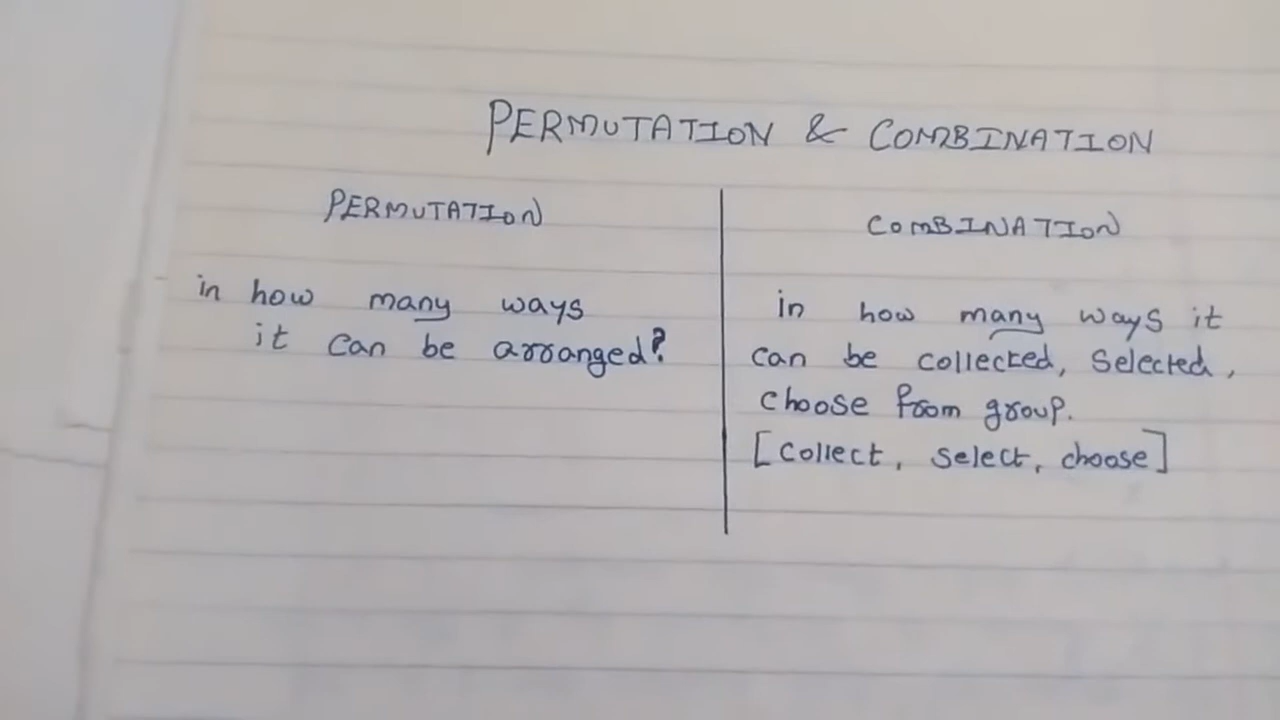 PERMUTATION & COMBINATION
PERMUTATION
in how many ways
it can be arranged?
COMBINATION
in how many ways it
can be collected, selected,
choose from group.
[collect, select, choose]